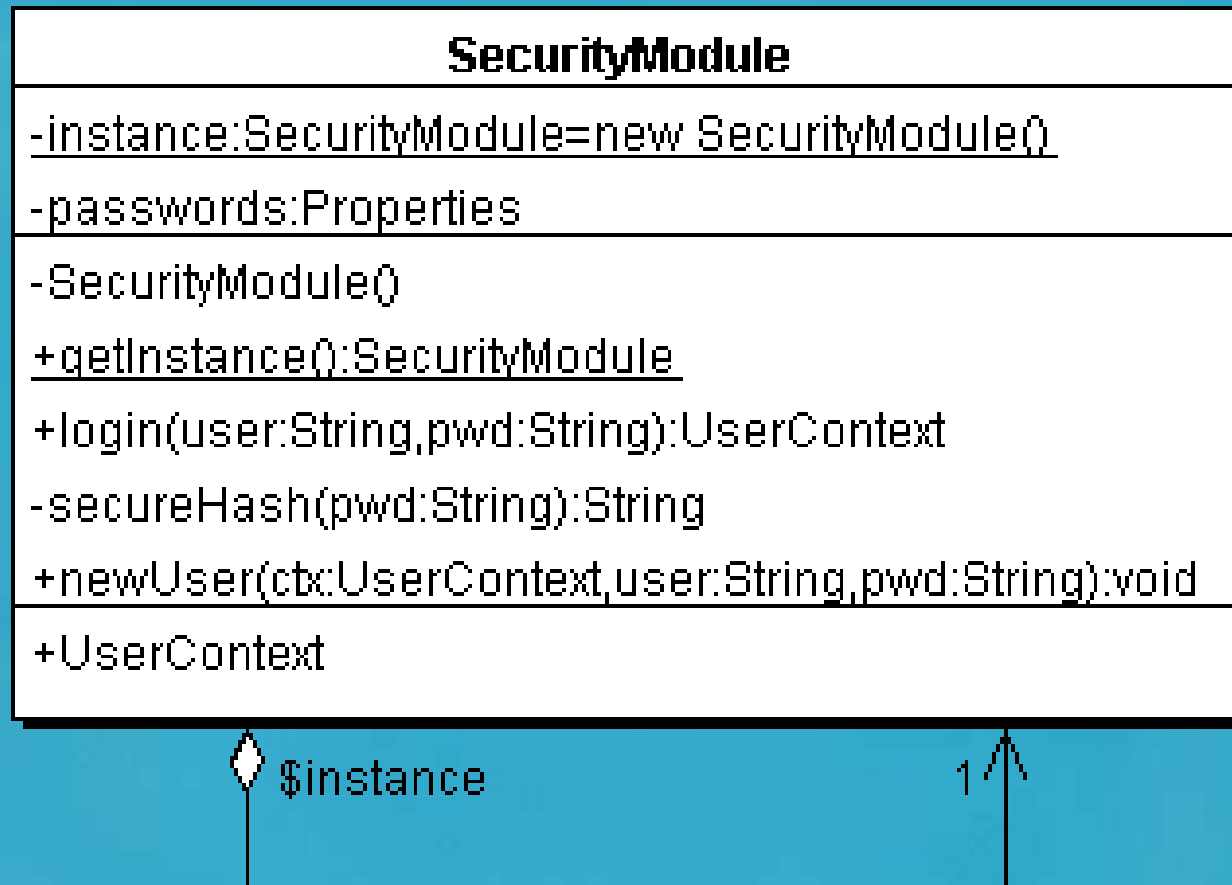 SecurityModule
-instance:SecurityModule=new SecurityModule()
-passwords:Properties
-SecurityModule()
+getInstance():SecurityModule
+login(user:String,pwd:String):UserContext
-secureHash(pwd:String):String
+newUser(ctx:UserContext,user:String,pwd:String):void
+UserContext
$instance
1